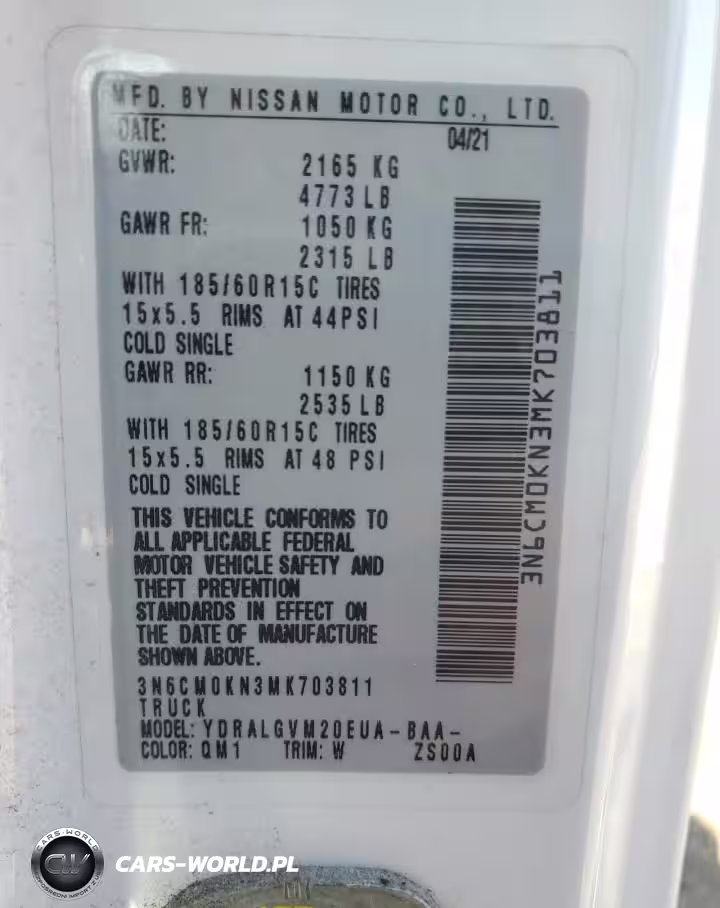 MFD. BY NISSAN MOTOR CO., LTD.
DATE: 04/21
GVWR: 2165 KG
4773 LB
GAWR FR: 1050 KG
2315 LB
WITH 185/60R15C TIRES
15x5.5 RIMS AT 44PSI
COLD SINGLE
GAWR RR: 1150 KG
2535 LB
WITH 185/60R15C TIRES
15x5.5 RIMS AT 48 PSI
COLD SINGLE
THIS VEHICLE CONFORMS TO
ALL APPLICABLE FEDERAL
MOTOR VEHICLE SAFETY AND
THEFT PREVENTION
STANDARDS IN EFFECT ON
THE DATE OF MANUFACTURE
SHOWN ABOVE.
3N6CM0KN3MK703811
TRUCK
MODEL: YDRALGVM20EUA-BAA-
COLOR: QM1 TRIM: W ZS00A
3N6CM0KN3MK703811
CARS-WORLD
CW
CARS-WORLD.PL